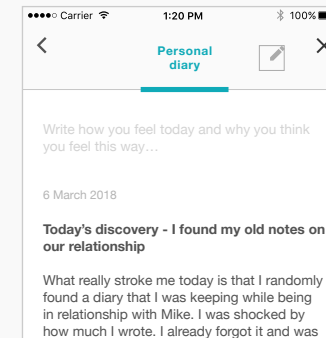 Carrier 1:20 PM 100%
Personal
diary
Write how you feel today and why you think
you feel this way…
6 March 2018
Today’s discovery - I found my old notes on
our relationship
What really stroke me today is that I randomly
found a diary that I was keeping while being
in relationship with Mike. I was shocked by
how much I wrote. I already forgot it and was